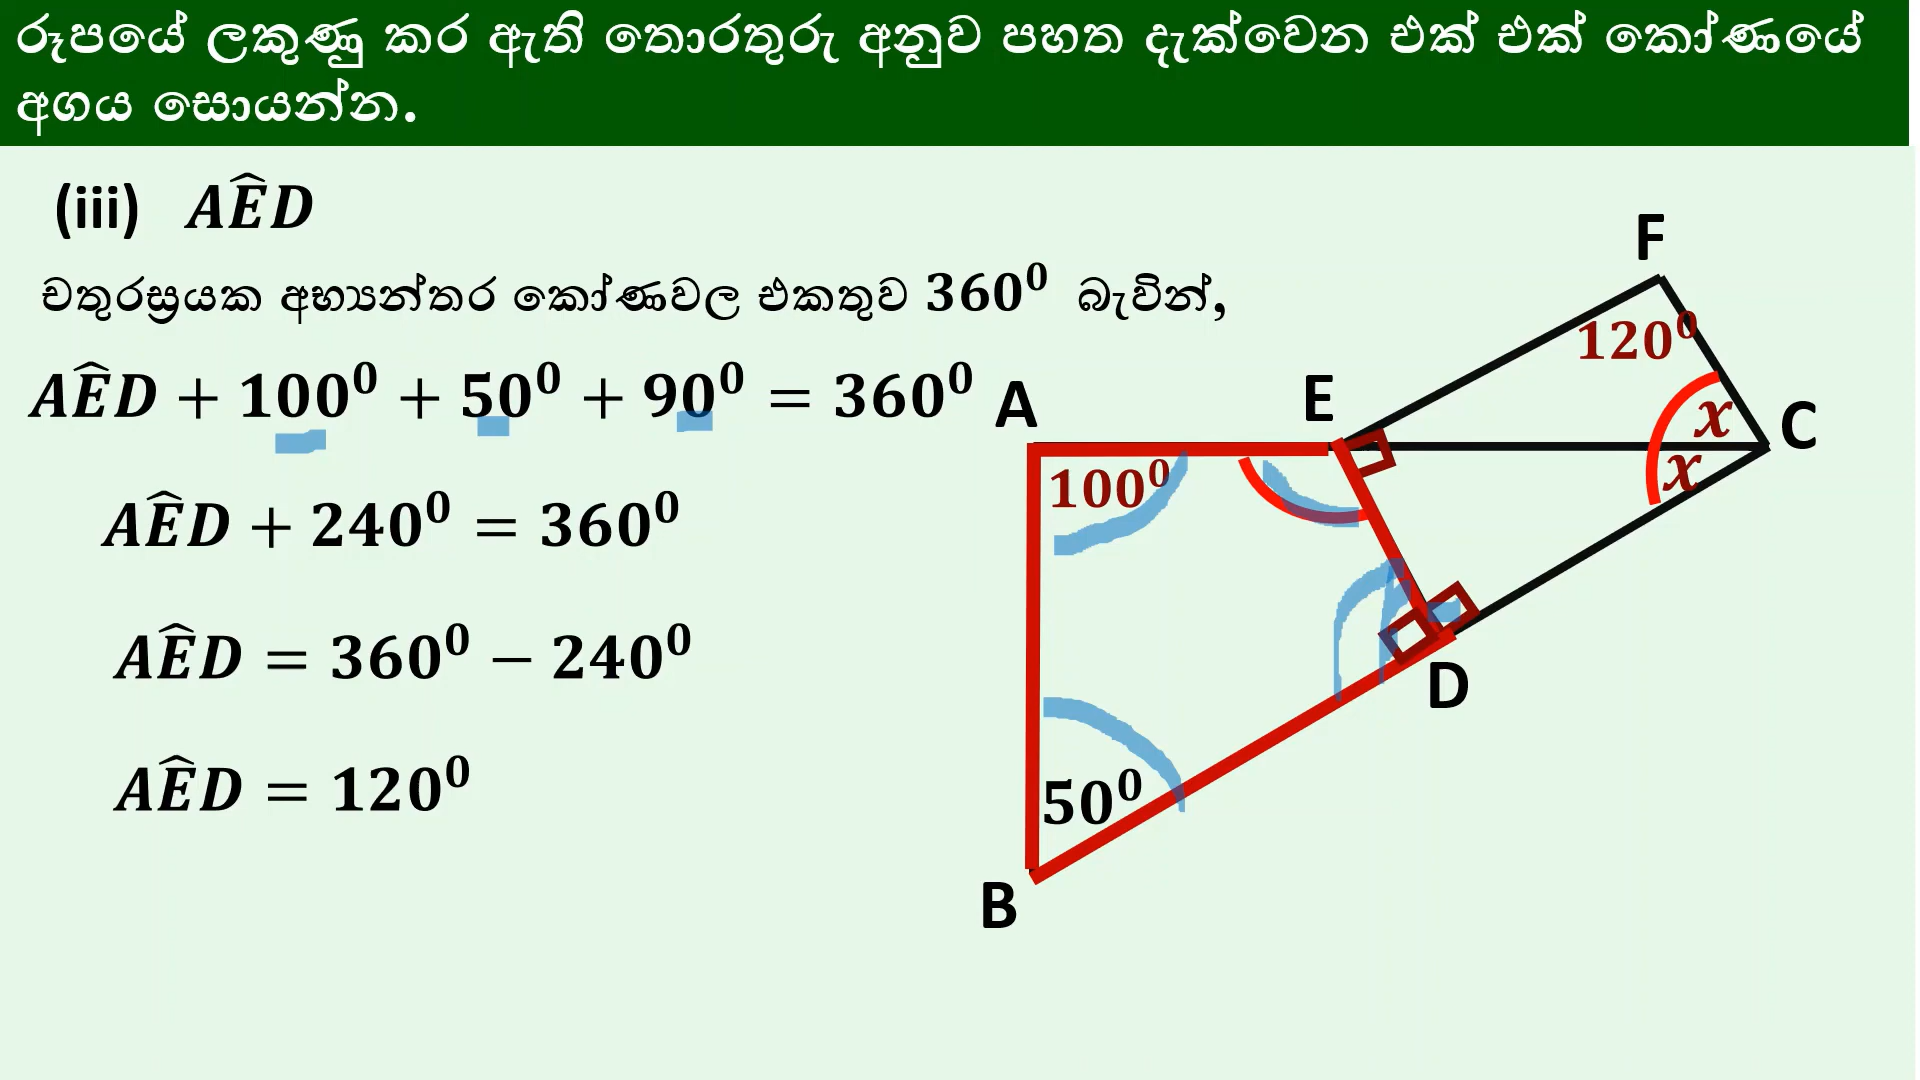 රූපයේ ලකුණු කර ඇති තොරතුරු අනුව පහත දැක්වෙන එක් එක් කෝණයේ
අගය සොයන්න.
(iii) AÊD
චතුරස්‍රයක අභ්‍යන්තර කෝණවල එකතුව 360⁰ බැවින්,
AÊD + 100⁰ + 50⁰ + 90⁰ = 360⁰
AÊD + 240⁰ = 360⁰
AÊD = 360⁰ − 240⁰
AÊD = 120⁰
F
120⁰
A
E
x
C
100⁰
x
D
50⁰
B